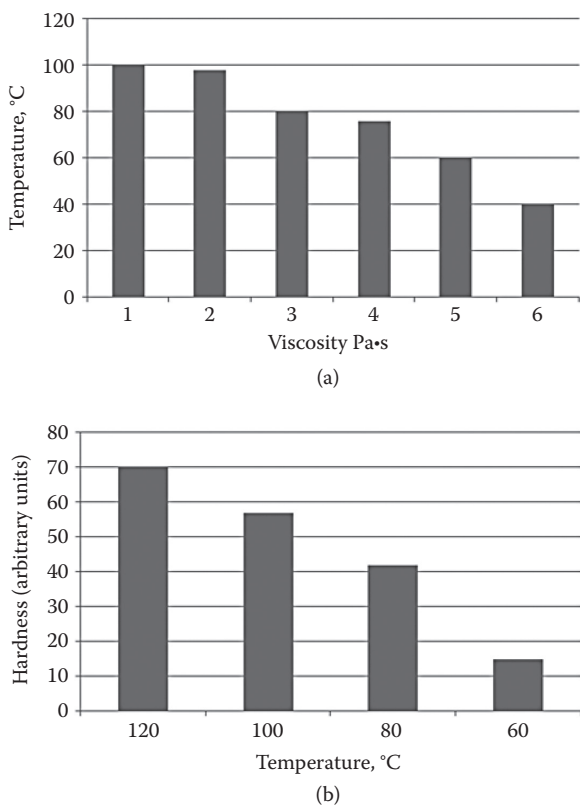 120
100
80
60
40
20
0
Temperature, °C
1 2 3 4 5 6
Viscosity Pa•s
(a)
80
70
60
50
40
30
20
10
0
Hardness (arbitrary units)
120 100 80 60
Temperature, °C
(b)